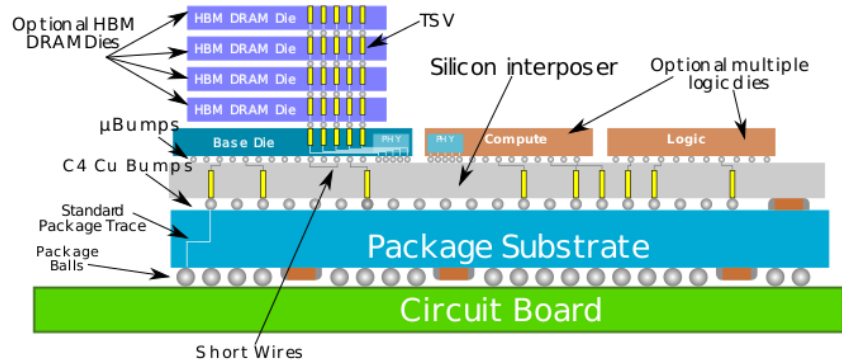 Optional HBM
DRAM Dies
HBM DRAM Die
HBM DRAM Die
HBM DRAM Die
HBM DRAM Die
TSV
Silicon interposer
Optional multiple
logic dies
µBumps
Base Die
PHY
PHY
Compute
Logic
C4 Cu Bumps
Standard
Package Trace
Package
Balls
Package Substrate
Circuit Board
Short Wires